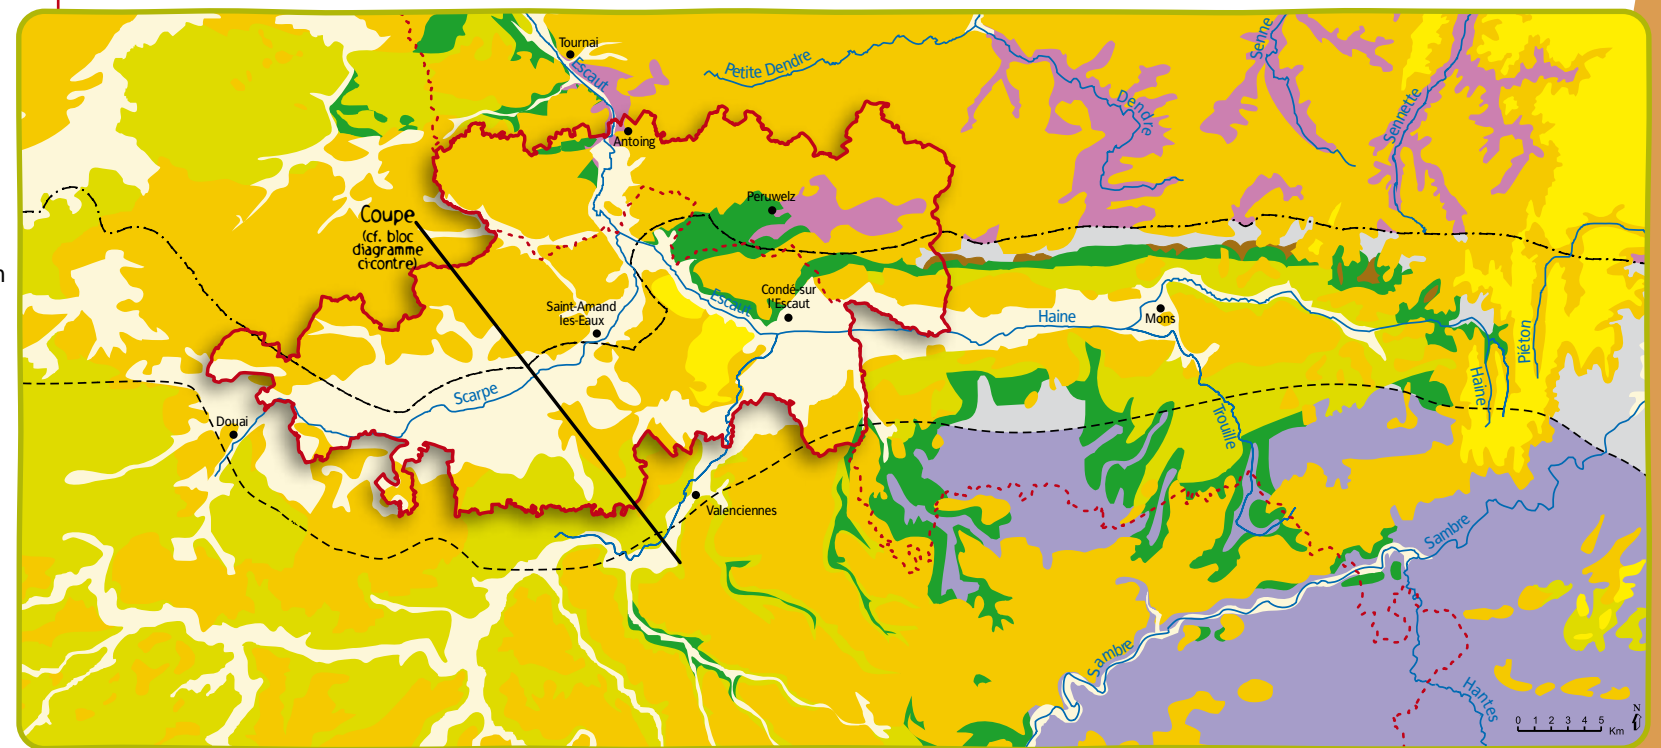 Tournai
Escaut
Petite Dendre
Senne
Dendre
Sennette
Antoing
Peruwelz
Coupe
(cf. bloc
diagramme
ci-contre)
n
Saint-Amand
les-Eaux
Escaut
Condé-sur
l'Escaut
Haine
Mons
Piéton
Haine
Scarpe
Douai
Trouille
Valenciennes
Sambre
Sambre
Hantes
N
0 1 2 3 4 5
Km